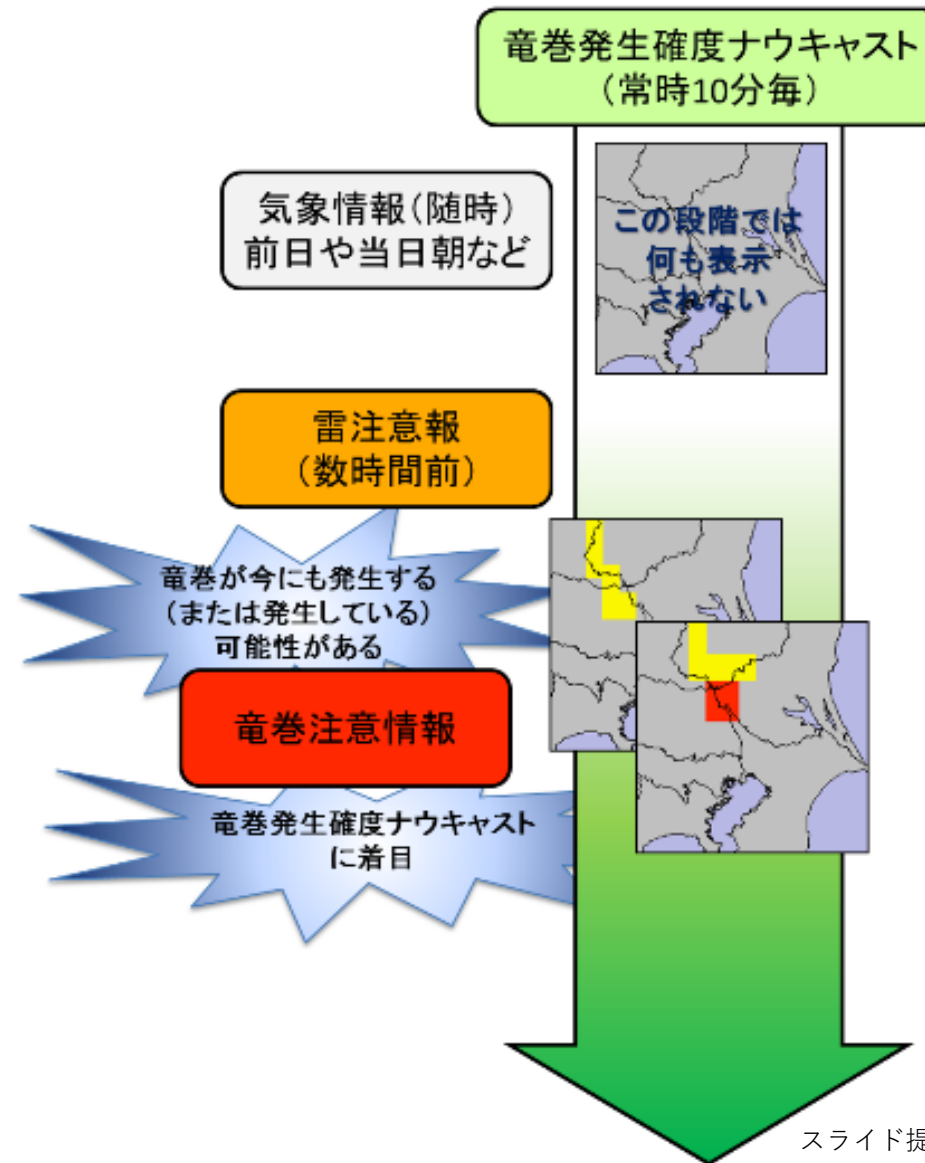 竜巻発生確度ナウキャスト
（常時10分毎）
気象情報（随時）
前日や当日朝など
この段階では
何も表示
されない
雷注意報
（数時間前）
竜巻が今にも発生する
（または発生している）
可能性がある
竜巻注意情報
竜巻発生確度ナウキャスト
に着目
スライド提